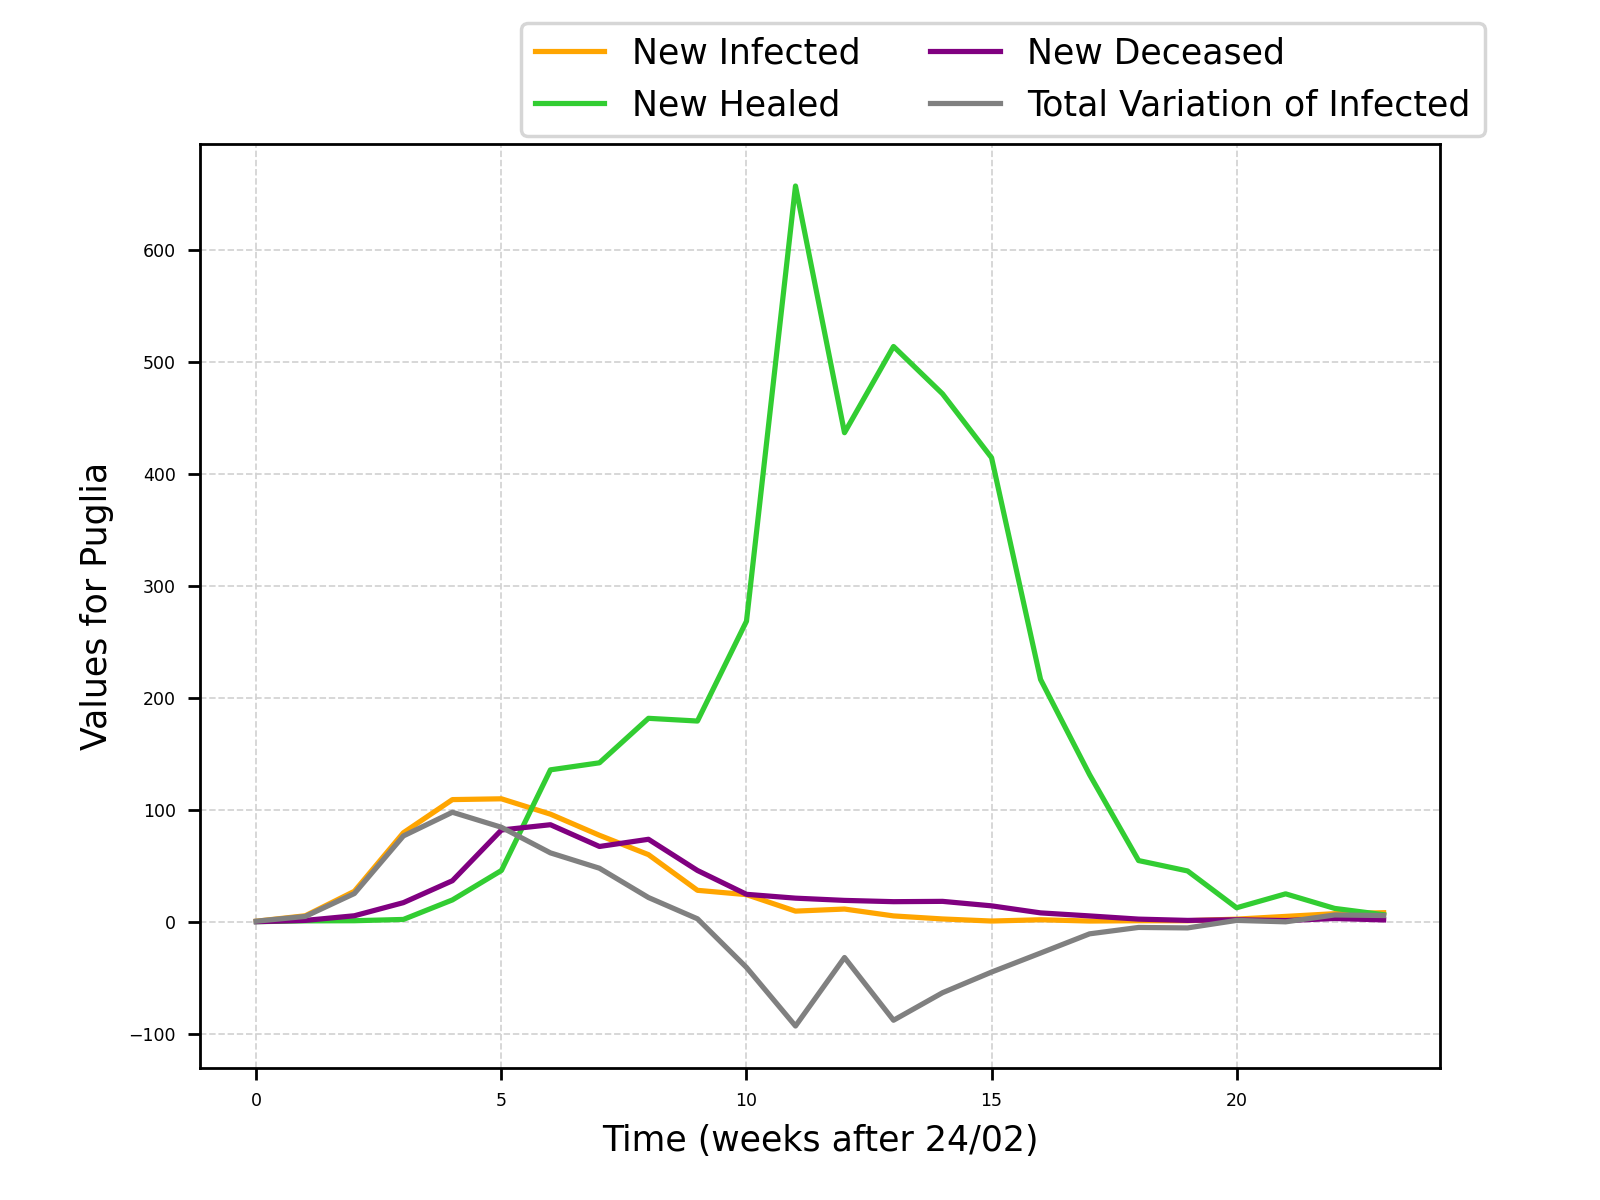 New Infected
New Healed
New Deceased
Total Variation of Infected
Values for Puglia
600
500
400
300
200
100
0
−100
0 5 10 15 20
Time (weeks after 24/02)